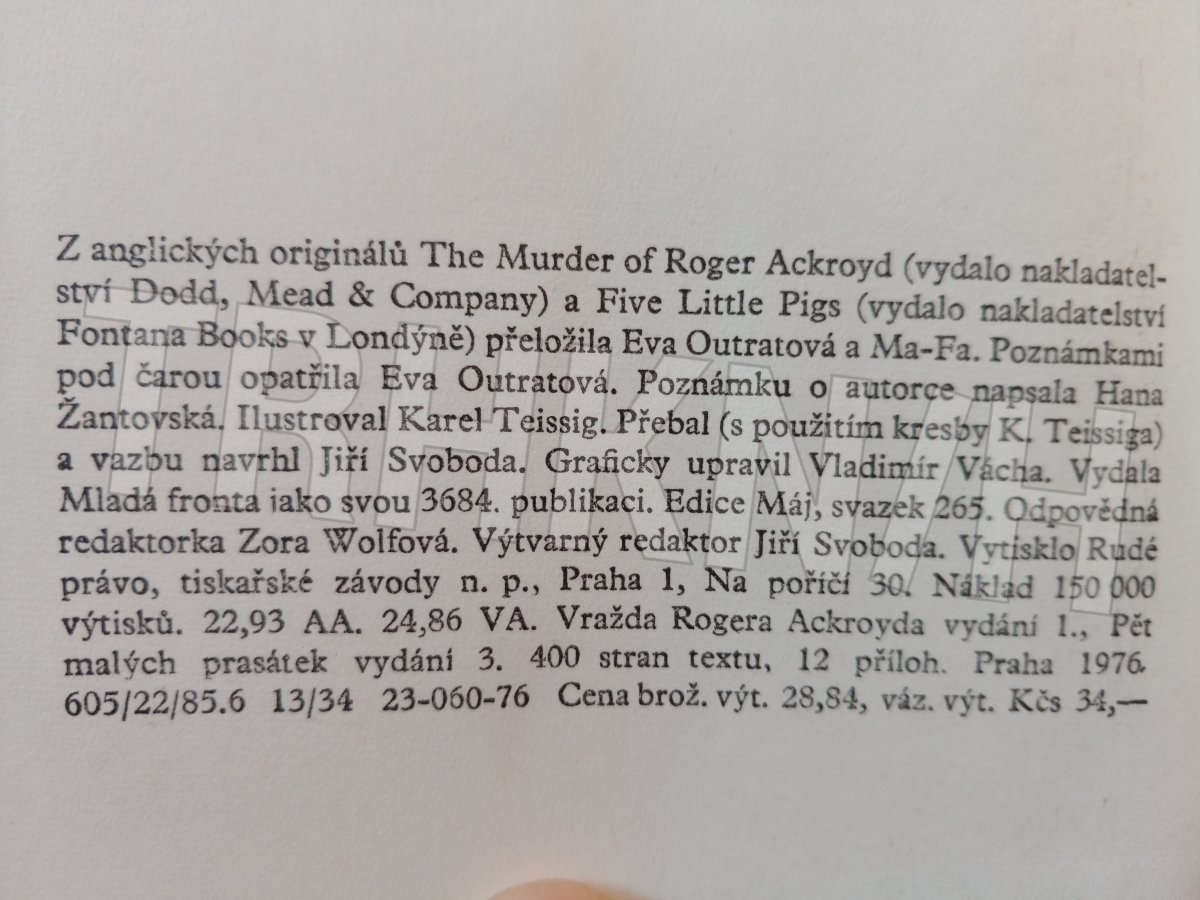 Z anglických originálů The Murder of Roger Ackroyd (vydalo nakladatel-
ství Dodd, Mead & Company) a Five Little Pigs (vydalo nakladatelství
Fontana Books v Londýně) přeložila Eva Outratová a Ma-Fa. Poznámkami
pod čarou opatřila Eva Outratová. Poznámku o autorce napsala Hana
Žantovská. Ilustroval Karel Teissig. Přebal (s použitím kresby K. Teissiga)
a vazbu navrhl Jiří Svoboda. Graficky upravil Vladimír Vácha. Vydala
Mladá fronta iako svou 3684. publikaci. Edice Máj, svazek 265. Odpovědná
redaktorka Zora Wolfová. Výtvarný redaktor Jiří Svoboda. Vytisklo Rudé
právo, tiskařské závody n. p., Praha 1, Na poříčí 30. Náklad 150 000
výtisků. 22,93 AA. 24,86 VA. Vražda Rogera Ackroyda vydání 1., Pět
malých prasátek vydání 3. 400 stran textu, 12 příloh. Praha 1976.
605/22/85.6 13/34 23-060-76 Cena brož. výt. 28,84, váz. výt. Kčs 34,—